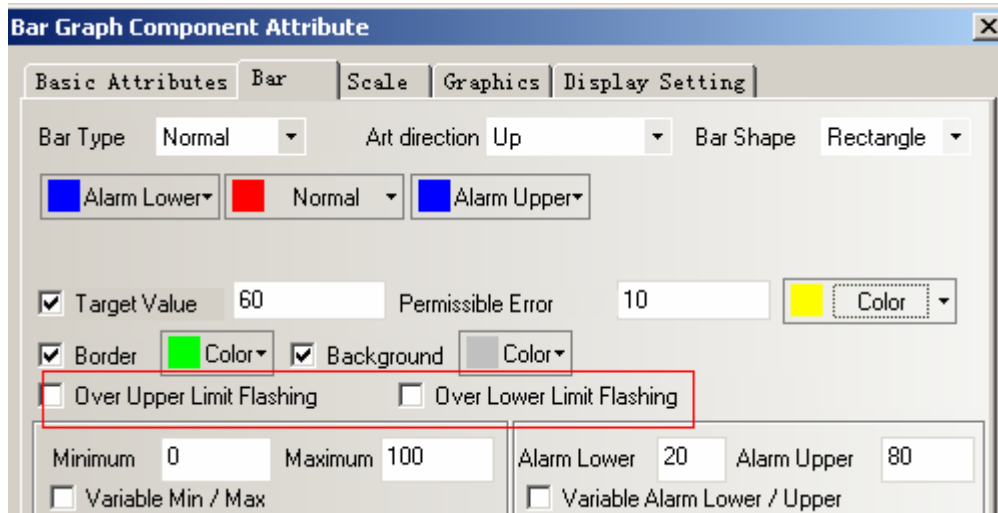 Bar Graph Component Attribute
Basic Attributes Bar Scale Graphics Display Setting
Bar Type Normal Art direction Up Bar Shape Rectangle
Alarm Lower Normal Alarm Upper
Target Value 60 Permissible Error 10 Color
Border Color Background Color
Over Upper Limit Flashing Over Lower Limit Flashing
Minimum 0 Maximum 100 Alarm Lower 20 Alarm Upper 80
Variable Min / Max Variable Alarm Lower / Upper